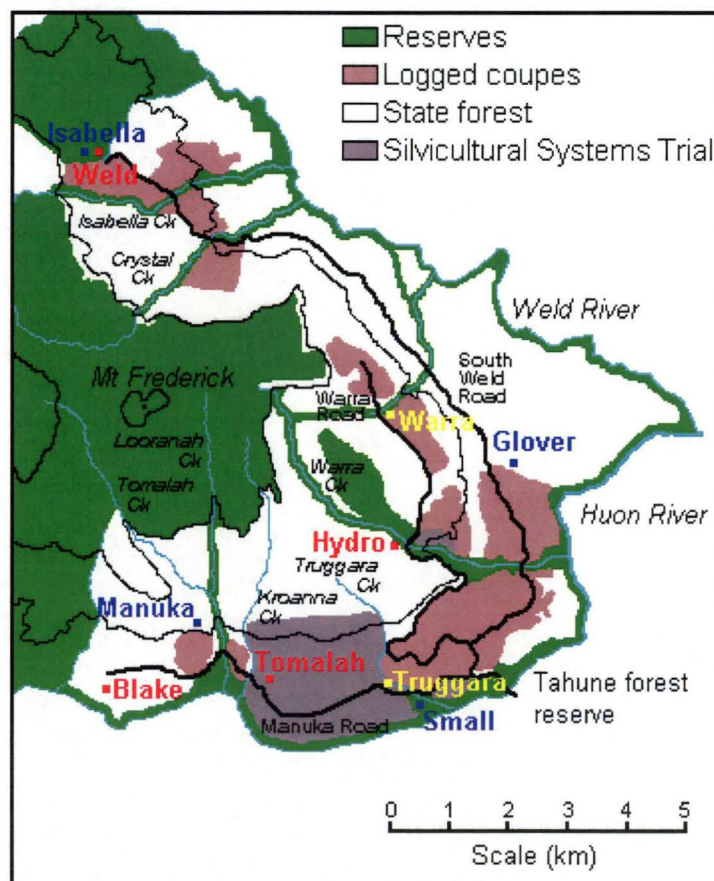 Reserves
Logged coupes
State forest
Silvicultural Systems Trial
Isabella
Weld
Isabella Ck
Crystal
Ck
Weld River
South
Weld
Road
Mt Frederick
Warra
Road
Warra
Looranah
Ck
Glover
Tomalah
Ck
Warra
Ck
Huon River
Hydro
Truggara
Ck
Kroanna
Ck
Manuka
Tomalah
Blake
Truggara
Tahune forest
reserve
Small
Manuka Road
0 1 2 3 4 5
Scale (km)